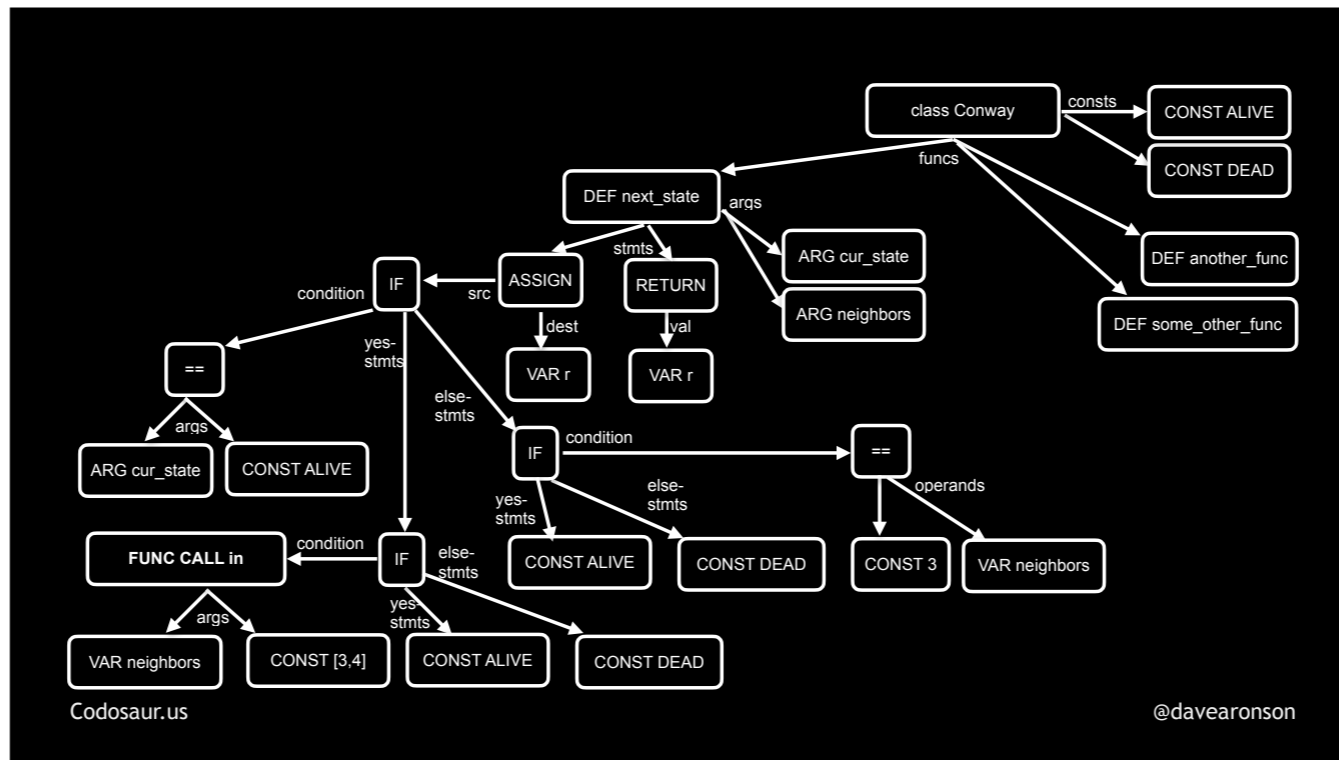 class Conway
consts
CONST ALIVE
CONST DEAD
funcs
DEF next_state
args
stmts
ARG cur_state
ARG neighbors
DEF another_func
DEF some_other_func
IF
src
ASSIGN
RETURN
condition
dest
val
VAR r
VAR r
yes-
stmts
==
else-
stmts
args
ARG cur_state
CONST ALIVE
IF
condition
==
operands
yes-
stmts
else-
stmts
CONST ALIVE
CONST DEAD
CONST 3
VAR neighbors
FUNC CALL in
condition
IF
else-
stmts
yes-
stmts
args
VAR neighbors
CONST [3,4]
CONST ALIVE
CONST DEAD
Codosaur.us
@davearonson